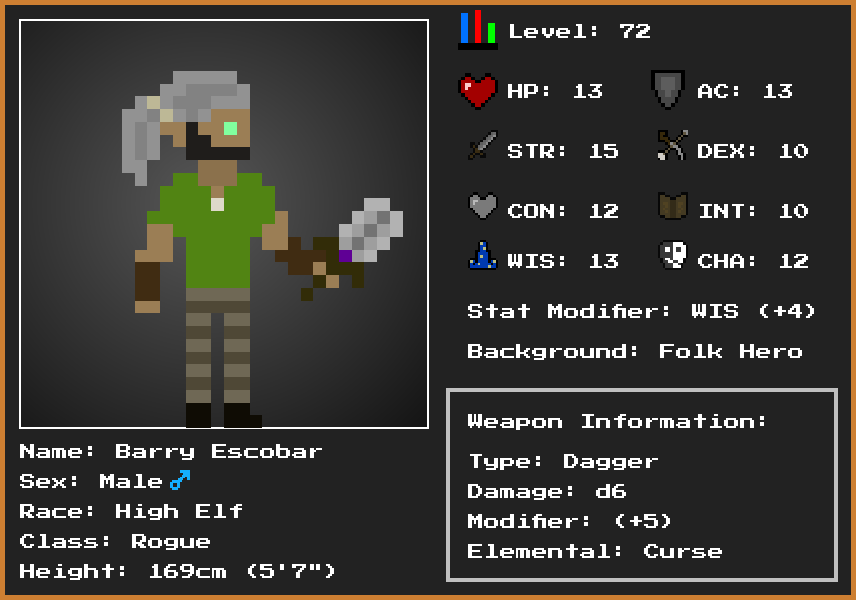 Level: 72
HP: 13
AC: 13
STR: 15
DEX: 10
CON: 12
INT: 10
WIS: 13
CHA: 12
Stat Modifier: WIS (+4)
Background: Folk Hero
Weapon Information:
Type: Dagger
Damage: d6
Modifier: (+5)
Elemental: Curse
Name: Barry Escobar
Sex: Male♂
Race: High Elf
Class: Rogue
Height: 169cm (5'7")